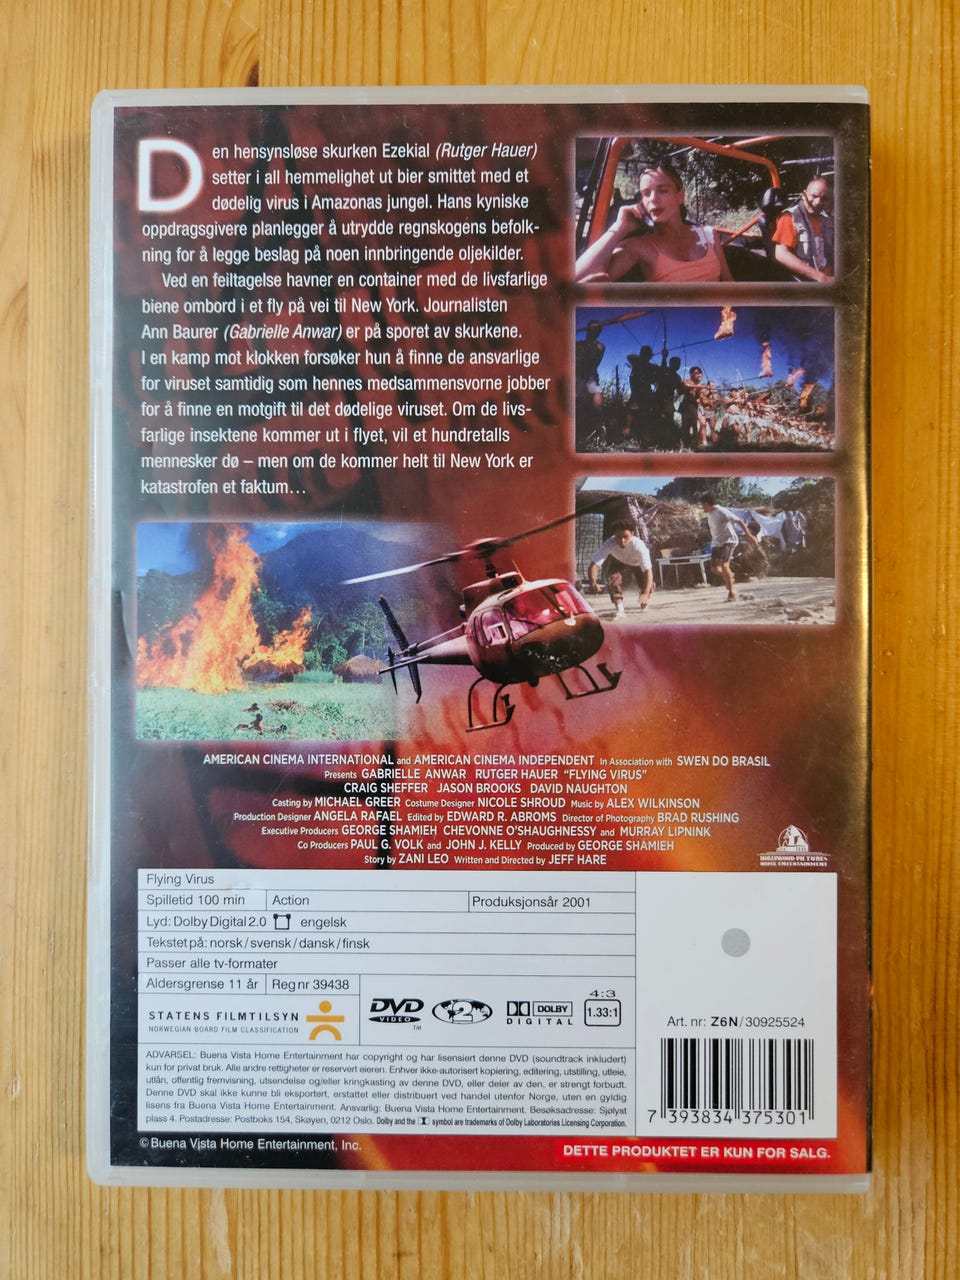 Den hensynsløse skurken Ezekial (Rutger Hauer)
setter i all hemmelighet ut bier smittet med et
dødelig virus i Amazonas jungel. Hans kyniske
oppdragsgivere planlegger å utrydde regnskogens befolk-
ning for å legge beslag på noen innbringende oljekilder.
Ved en feiltagelse havner en container med de livsfarlige
biene ombord i et fly på vei til New York. Journalisten
Ann Baurer (Gabrielle Anwar) er på sporet av skurkene.
I en kamp mot klokken forsøker hun å finne de ansvarlige
for viruset samtidig som hennes medsammensvorne jobber
for å finne en motgift til det dødelige viruset. Om de livs-
farlige insektene kommer ut i flyet, vil et hundretalls
mennesker dø – men om de kommer helt til New York er
katastrofen et faktum...
AMERICAN CINEMA INTERNATIONAL and AMERICAN CINEMA INDEPENDENT In Association with SWEN DO BRASIL
Presents GABRIELLE ANWAR RUTGER HAUER "FLYING VIRUS"
CRAIG SHEFFER JASON BROOKS DAVID NAUGHTON
Casting by MICHAEL GREER Costume Designer NICOLE SHROUD Music by ALEX WILKINSON
Production Designer ANGELA RAFAEL Edited by EDWARD R. ABROMS Director of Photography BRAD RUSHING
Executive Producers GEORGE SHAMIEH CHEVONNE O'SHAUGHNESSY and MURRAY LIPNINK
Co Producers PAUL G. VOLK and JOHN J. KELLY Produced by GEORGE SHAMIEH
Story by ZANI LEO Written and Directed by JEFF HARE
HOLLYWOOD PICTURES
HOME ENTERTAINMENT
Flying Virus
Spilletid 100 min Action Produksjonsår 2001
Lyd: Dolby Digital 2.0 engelsk
Tekstet på: norsk/svensk/dansk/finsk
Passer alle tv-formater
Aldersgrense 11 år Reg nr 39438
STATENS FILMTILSYN
NORWEGIAN BOARD FILM CLASSIFICATION
DVD VIDEO TM
2
DOLBY DIGITAL
4:3
1.33:1
Art. nr: Z6N/30925524
ADVARSEL: Buena Vista Home Entertainment har copyright og har lisensiert denne DVD (soundtrack inkludert)
kun for privat bruk. Alle andre rettigheter er reservert eieren. Enhver ikke-autorisert kopiering, editering, utstilling, utleie,
utlån, offentlig fremvisning, utsendelse og/eller kringkasting av denne DVD, eller deler av den, er strengt forbudt.
Denne DVD skal ikke kunne bli eksportert, erstattet eller distribuert ved handel utenfor Norge, uten en gyldig
lisens fra Buena Vista Home Entertainment. Ansvarlig: Buena Vista Home Entertainment. Besøksadresse: Sjølyst
plass 4. Postadresse: Postboks 154, Skøyen, 0212 Oslo. Dolby and the symbol are trademarks of Dolby Laboratories Licensing Corporation.
7 393834 375301
© Buena Vista Home Entertainment, Inc.
DETTE PRODUKTET ER KUN FOR SALG.